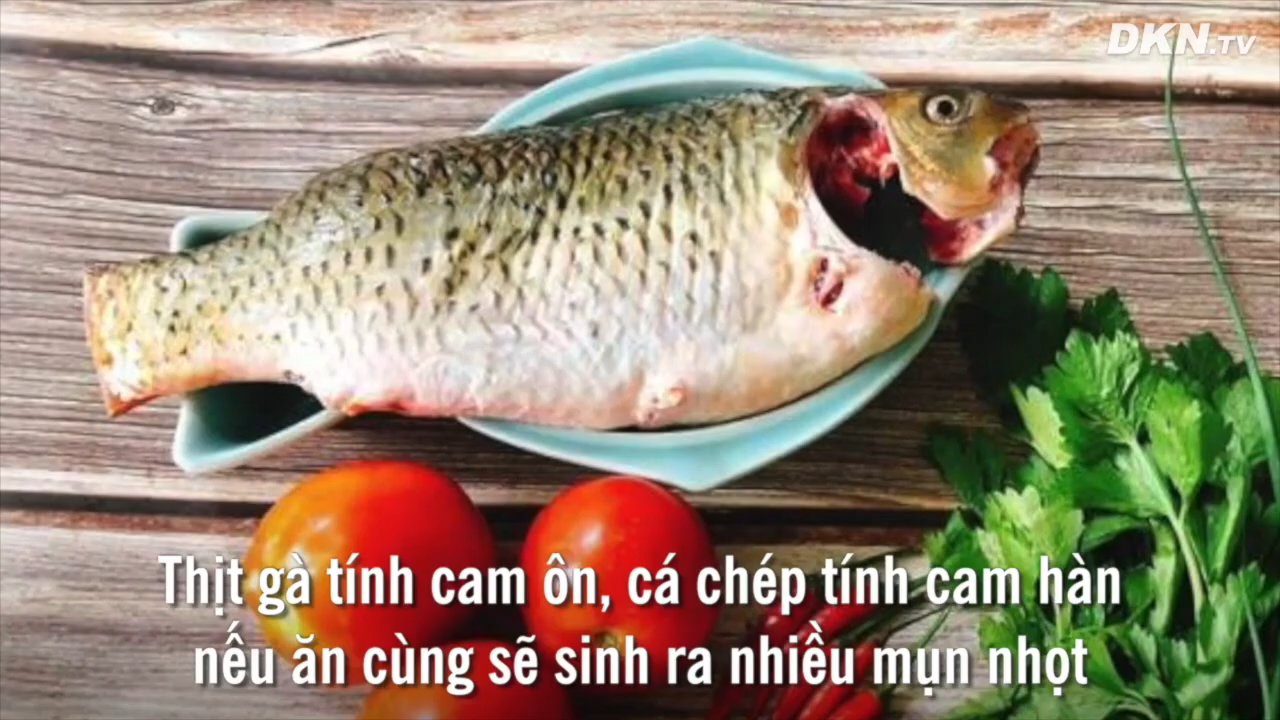 DKN.TV
Thịt gà tính cam ôn, cá chép tính cam hàn
nếu ăn cùng sẽ sinh ra nhiều mụn nhọt